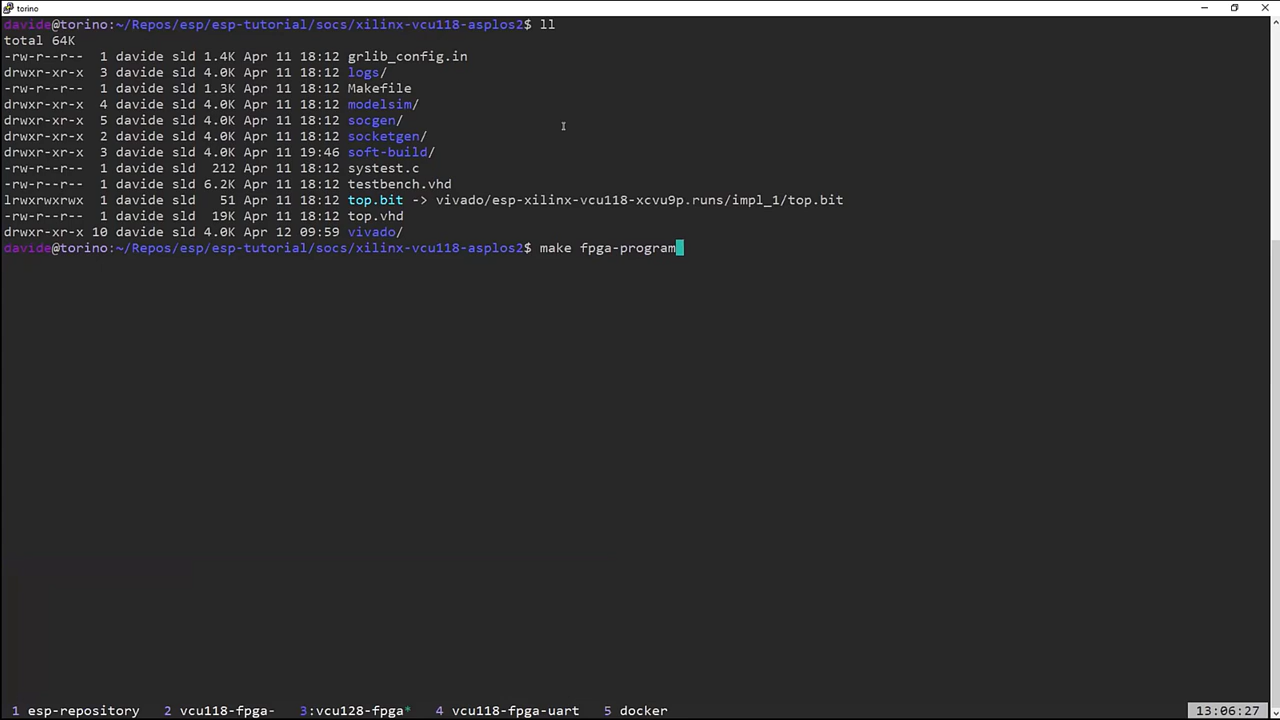 torino
davide@torino:~/Repos/esp/esp-tutorial/socs/xilinx-vcu118-asplos2$ ll
total 64K
-rw-r--r--  1 davide sld 1.4K Apr 11 18:12 grlib_config.in
drwxr-xr-x  3 davide sld 4.0K Apr 11 18:12 logs/
-rw-r--r--  1 davide sld 1.3K Apr 11 18:12 Makefile
drwxr-xr-x  4 davide sld 4.0K Apr 11 18:12 modelsim/
drwxr-xr-x  5 davide sld 4.0K Apr 11 18:12 socgen/
drwxr-xr-x  2 davide sld 4.0K Apr 11 18:12 socketgen/
drwxr-xr-x  3 davide sld 4.0K Apr 11 19:46 soft-build/
-rw-r--r--  1 davide sld  212 Apr 11 18:12 systest.c
-rw-r--r--  1 davide sld 6.2K Apr 11 18:12 testbench.vhd
lrwxrwxrwx  1 davide sld   51 Apr 11 18:12 top.bit -> vivado/esp-xilinx-vcu118-xcvu9p.runs/impl_1/top.bit
-rw-r--r--  1 davide sld  19K Apr 11 18:12 top.vhd
drwxr-xr-x 10 davide sld 4.0K Apr 12 09:59 vivado/
davide@torino:~/Repos/esp/esp-tutorial/socs/xilinx-vcu118-asplos2$ make fpga-program
1 esp-repository   2 vcu118-fpga-   3:vcu128-fpga*   4 vcu118-fpga-uart   5 docker   13:06:27